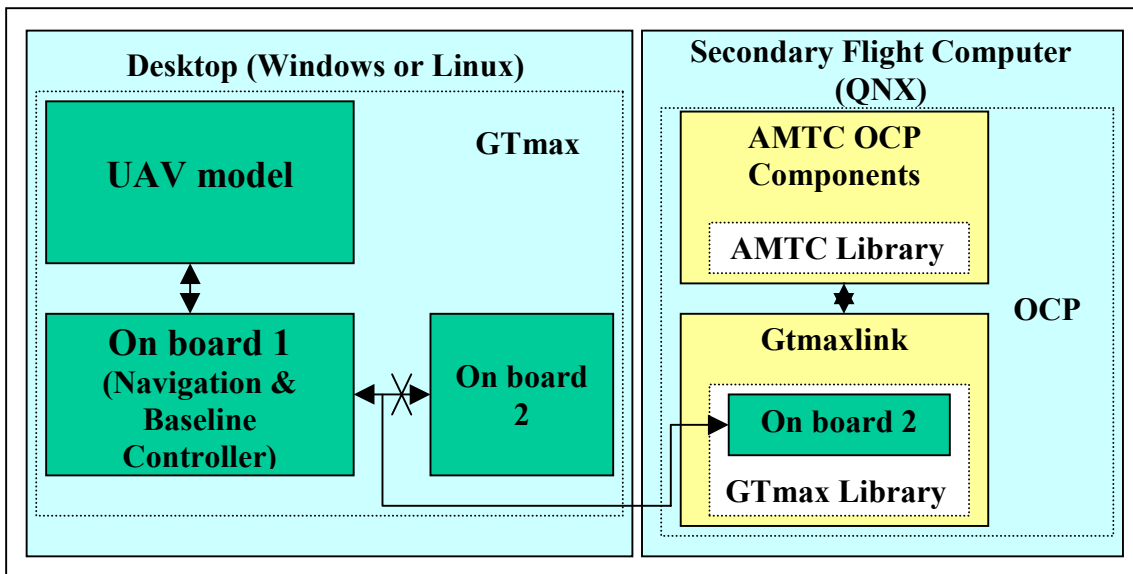 Desktop (Windows or Linux)
GTmax
UAV model
On board 1
(Navigation &
Baseline
Controller)
On board
2
Secondary Flight Computer
(QNX)
AMTC OCP
Components
AMTC Library
OCP
Gtmaxlink
On board 2
GTmax Library